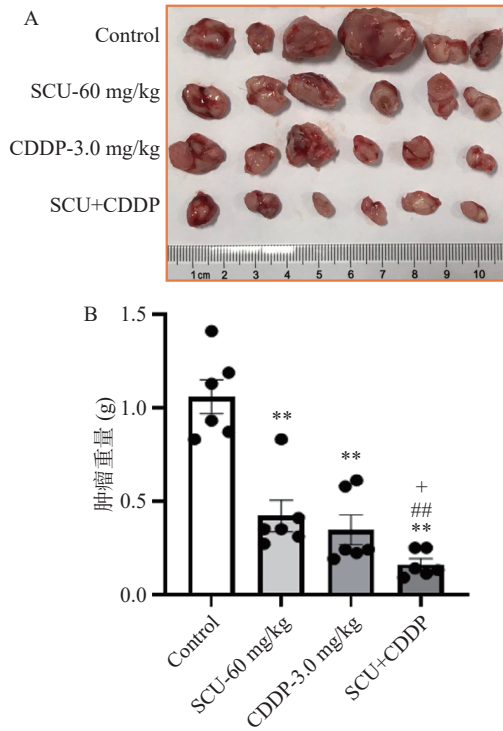 A
Control
SCU-60 mg/kg
CDDP-3.0 mg/kg
SCU+CDDP
1 cm 2 3 4 5 6 7 8 9 10
B
肿瘤重量 (g)
1.5
1.0
0.5
0.0
**
**
+
##
**
Control
SCU-60 mg/kg
CDDP-3.0 mg/kg
SCU+CDDP